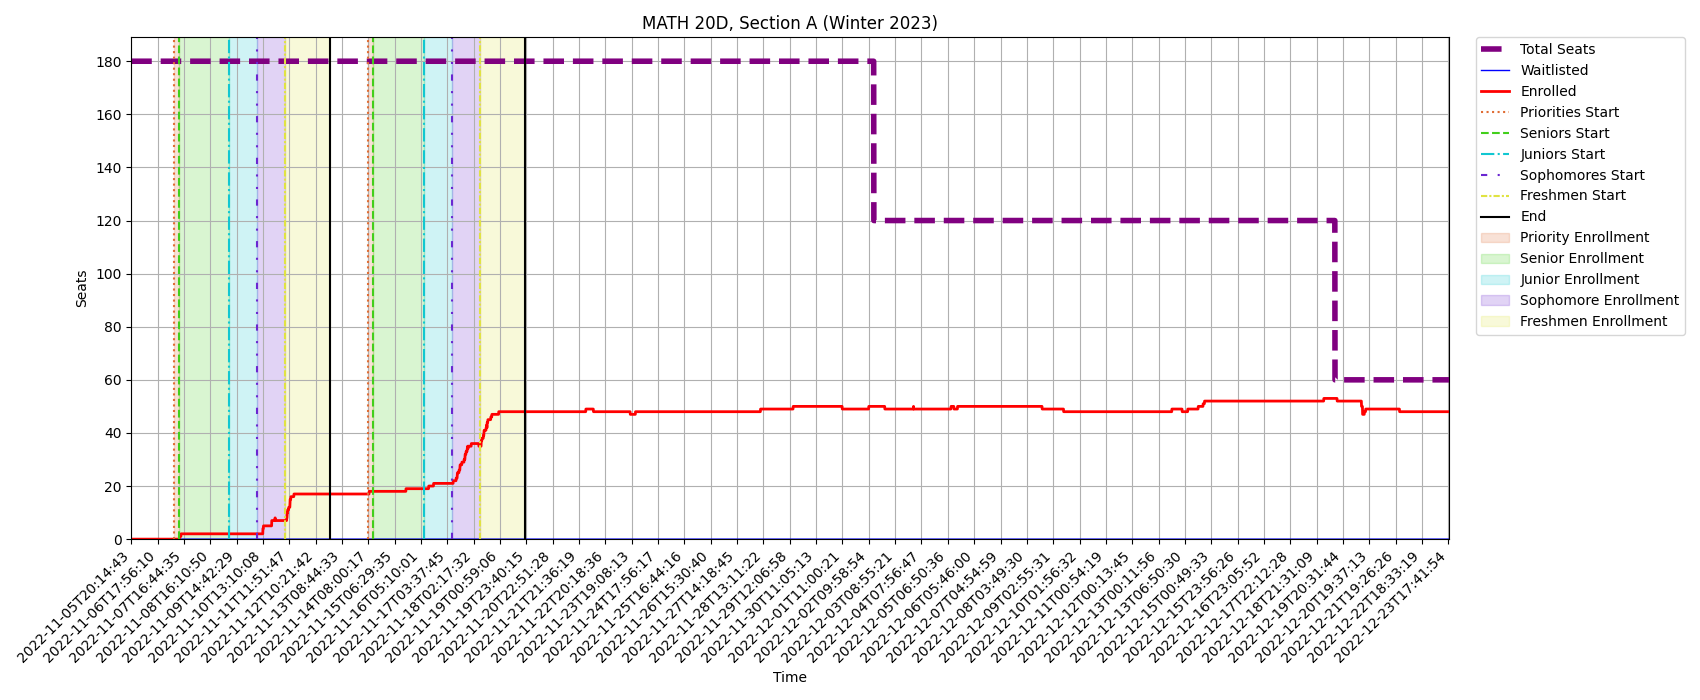 MATH 20D, Section A (Winter 2023)
Seats
180
160
140
120
100
80
60
40
20
0
2022-11-05T20:14:43
2022-11-06T17:56:10
2022-11-07T16:44:35
2022-11-08T16:10:50
2022-11-09T14:42:29
2022-11-10T13:10:08
2022-11-11T11:51:47
2022-11-12T10:21:42
2022-11-13T08:44:33
2022-11-14T08:00:17
2022-11-15T06:29:35
2022-11-16T05:10:01
2022-11-17T03:37:45
2022-11-18T02:17:32
2022-11-19T00:59:06
2022-11-19T23:40:15
2022-11-20T22:51:28
2022-11-21T21:36:19
2022-11-22T20:18:36
2022-11-23T19:08:13
2022-11-24T17:56:17
2022-11-25T16:44:16
2022-11-26T15:30:40
2022-11-27T14:18:45
2022-11-28T13:11:22
2022-11-29T12:06:58
2022-11-30T11:05:13
2022-12-01T11:00:21
2022-12-02T09:58:54
2022-12-03T08:55:21
2022-12-04T07:56:47
2022-12-05T06:50:36
2022-12-06T05:46:00
2022-12-07T04:54:59
2022-12-08T03:49:30
2022-12-09T02:55:31
2022-12-10T01:56:32
2022-12-11T00:54:19
2022-12-12T00:13:45
2022-12-13T00:11:56
2022-12-13T06:50:30
2022-12-15T00:49:33
2022-12-15T23:56:26
2022-12-16T23:05:52
2022-12-17T22:12:28
2022-12-18T21:31:09
2022-12-19T20:31:44
2022-12-20T19:37:13
2022-12-21T19:26:26
2022-12-22T18:33:19
2022-12-23T17:41:54
Time
Total Seats
Waitlisted
Enrolled
Priorities Start
Seniors Start
Juniors Start
Sophomores Start
Freshmen Start
End
Priority Enrollment
Senior Enrollment
Junior Enrollment
Sophomore Enrollment
Freshmen Enrollment